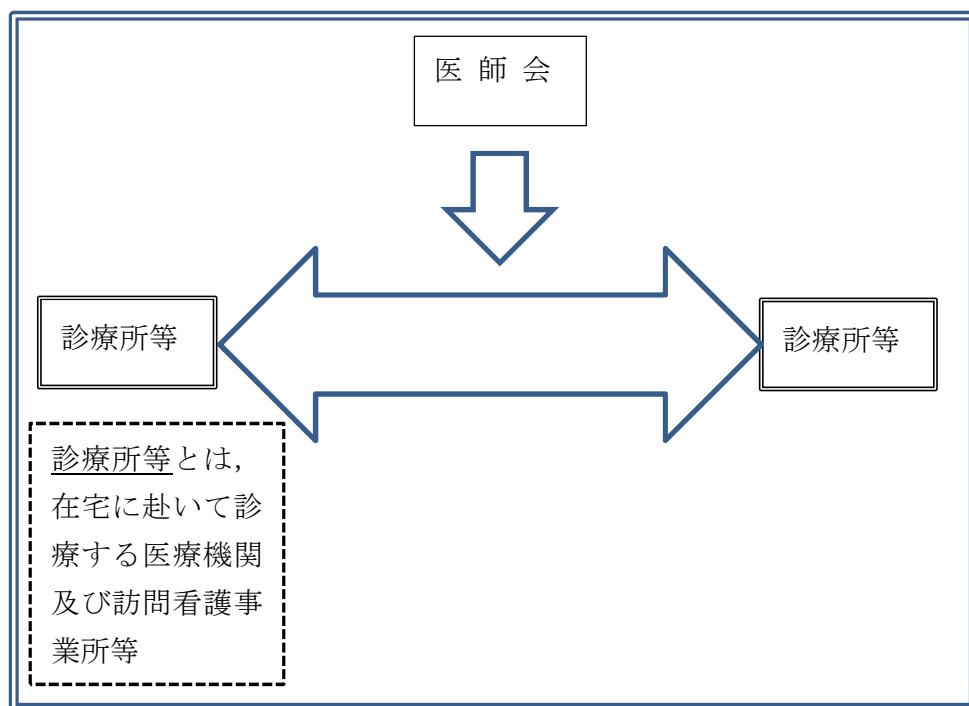 医 師 会
診療所等
診療所等
診療所等とは，
在宅に赴いて診
療する医療機関
及び訪問看護事
業所等